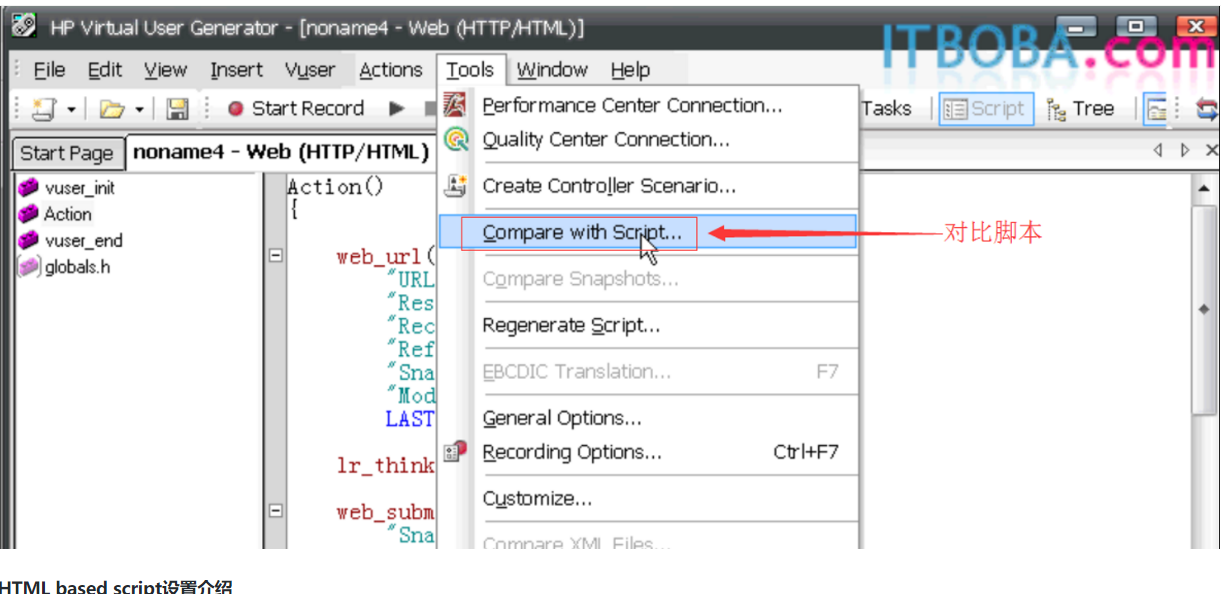 HP Virtual User Generator - [noname4 - Web (HTTP/HTML)]
ITBOBA.com
File Edit View Insert Vuser Actions Tools Window Help
Start Record
Tasks Script Tree
Start Page noname4 - Web (HTTP/HTML)
vuser_init
Action
vuser_end
globals.h
Action()
{
web_url(
"URL
"Res
"Rec
"Ref
"Sna
"Mod
LAST
lr_think
web_subm
"Sna
Performance Center Connection...
Quality Center Connection...
Create Controller Scenario...
Compare with Script...
对比脚本
Compare Snapshots...
Regenerate Script...
EBCDIC Translation... F7
General Options...
Recording Options... Ctrl+F7
Customize...
Compare XML Files...
HTML based script设置介绍